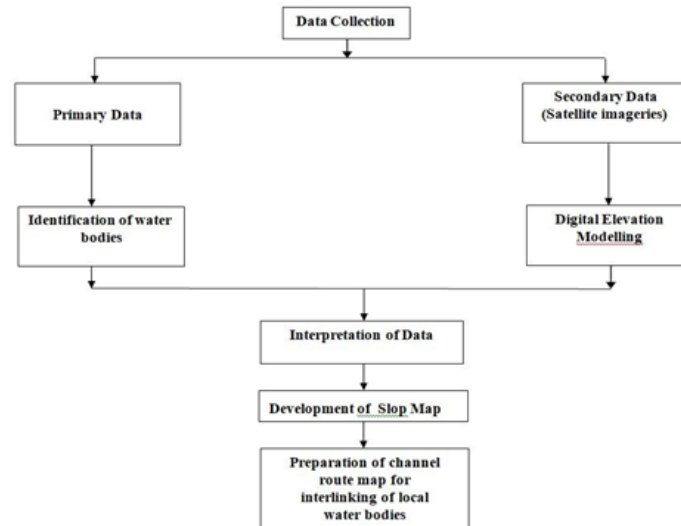 Data Collection
Primary Data
Secondary Data
(Satellite imageries)
Identification of water
bodies
Digital Elevation
Modelling
Interpretation of Data
Development of Slop Map
Preparation of channel
route map for
interlinking of local
water bodies